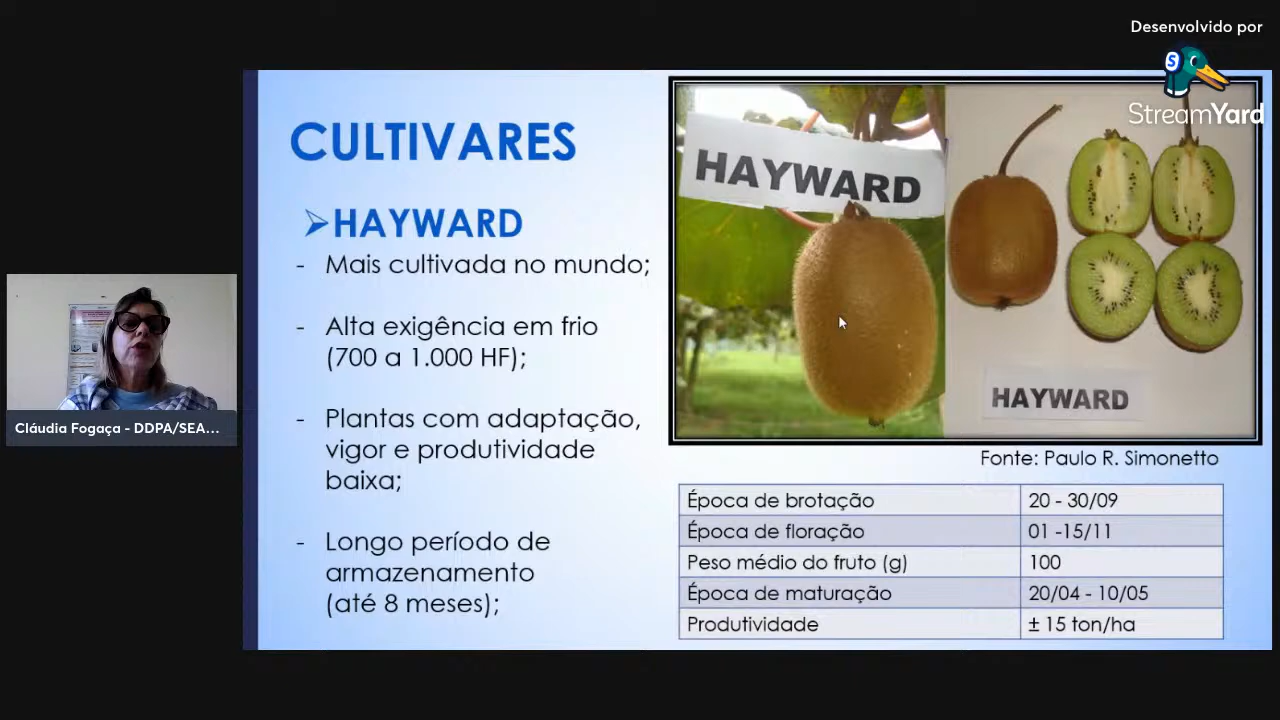 Desenvolvido por
StreamYard
CULTIVARES
➢HAYWARD
- Mais cultivada no mundo;
- Alta exigência em frio
(700 a 1.000 HF);
- Plantas com adaptação,
vigor e produtividade
baixa;
- Longo período de
armazenamento
(até 8 meses);
HAYWARD
HAYWARD
Fonte: Paulo R. Simonetto
Época de brotação 20 - 30/09
Época de floração 01 -15/11
Peso médio do fruto (g) 100
Época de maturação 20/04 - 10/05
Produtividade ± 15 ton/ha
Cláudia Fogaça - DDPA/SEA...